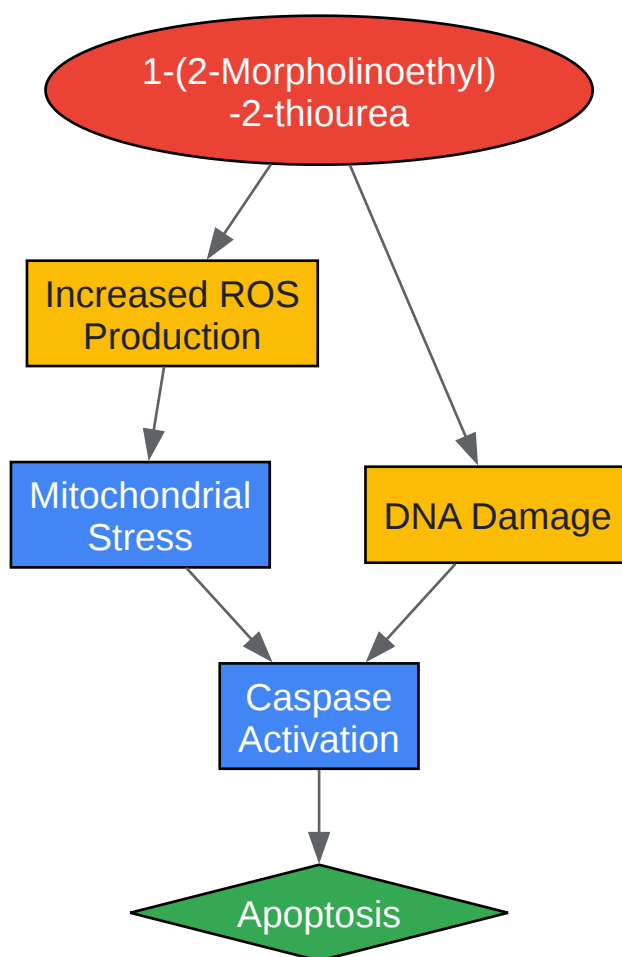 1-(2-Morpholinoethyl)
-2-thiourea
Increased ROS
Production
Mitochondrial
Stress
DNA Damage
Caspase
Activation
Apoptosis